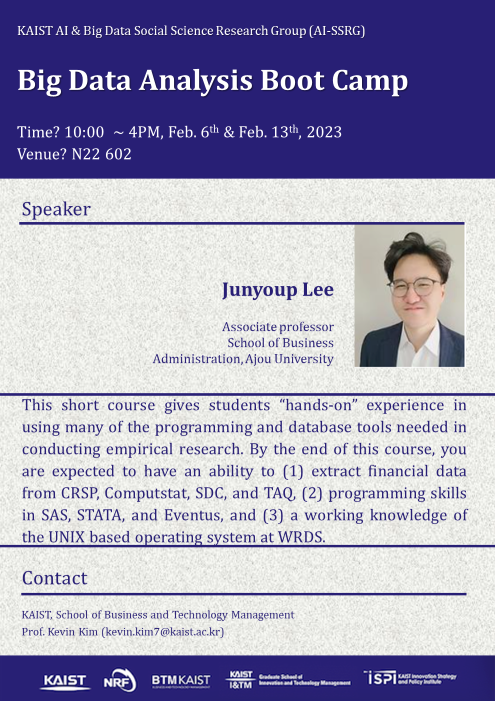 KAIST AI & Big Data Social Science Research Group (AI-SSRG)
Big Data Analysis Boot Camp
Time? 10:00 ~ 4PM, Feb. 6th & Feb. 13th, 2023
Venue? N22 602
Speaker
Junyoup Lee
Associate professor
School of Business
Administration, Ajou University
This short course gives students “hands-on” experience in
using many of the programming and database tools needed in
conducting empirical research. By the end of this course, you
are expected to have an ability to (1) extract financial data
from CRSP, Computstat, SDC, and TAQ, (2) programming skills
in SAS, STATA, and Eventus, and (3) a working knowledge of
the UNIX based operating system at WRDS.
Contact
KAIST, School of Business and Technology Management
Prof. Kevin Kim (kevin.kim7@kaist.ac.kr)
KAIST
NRF
BTM KAIST
BUSINESS AND TECHNOLOGY MANAGEMENT
KAIST I&TM
Graduate School of
Innovation and Technology Management
ISPI
KAIST Innovation Strategy
and Policy Institute